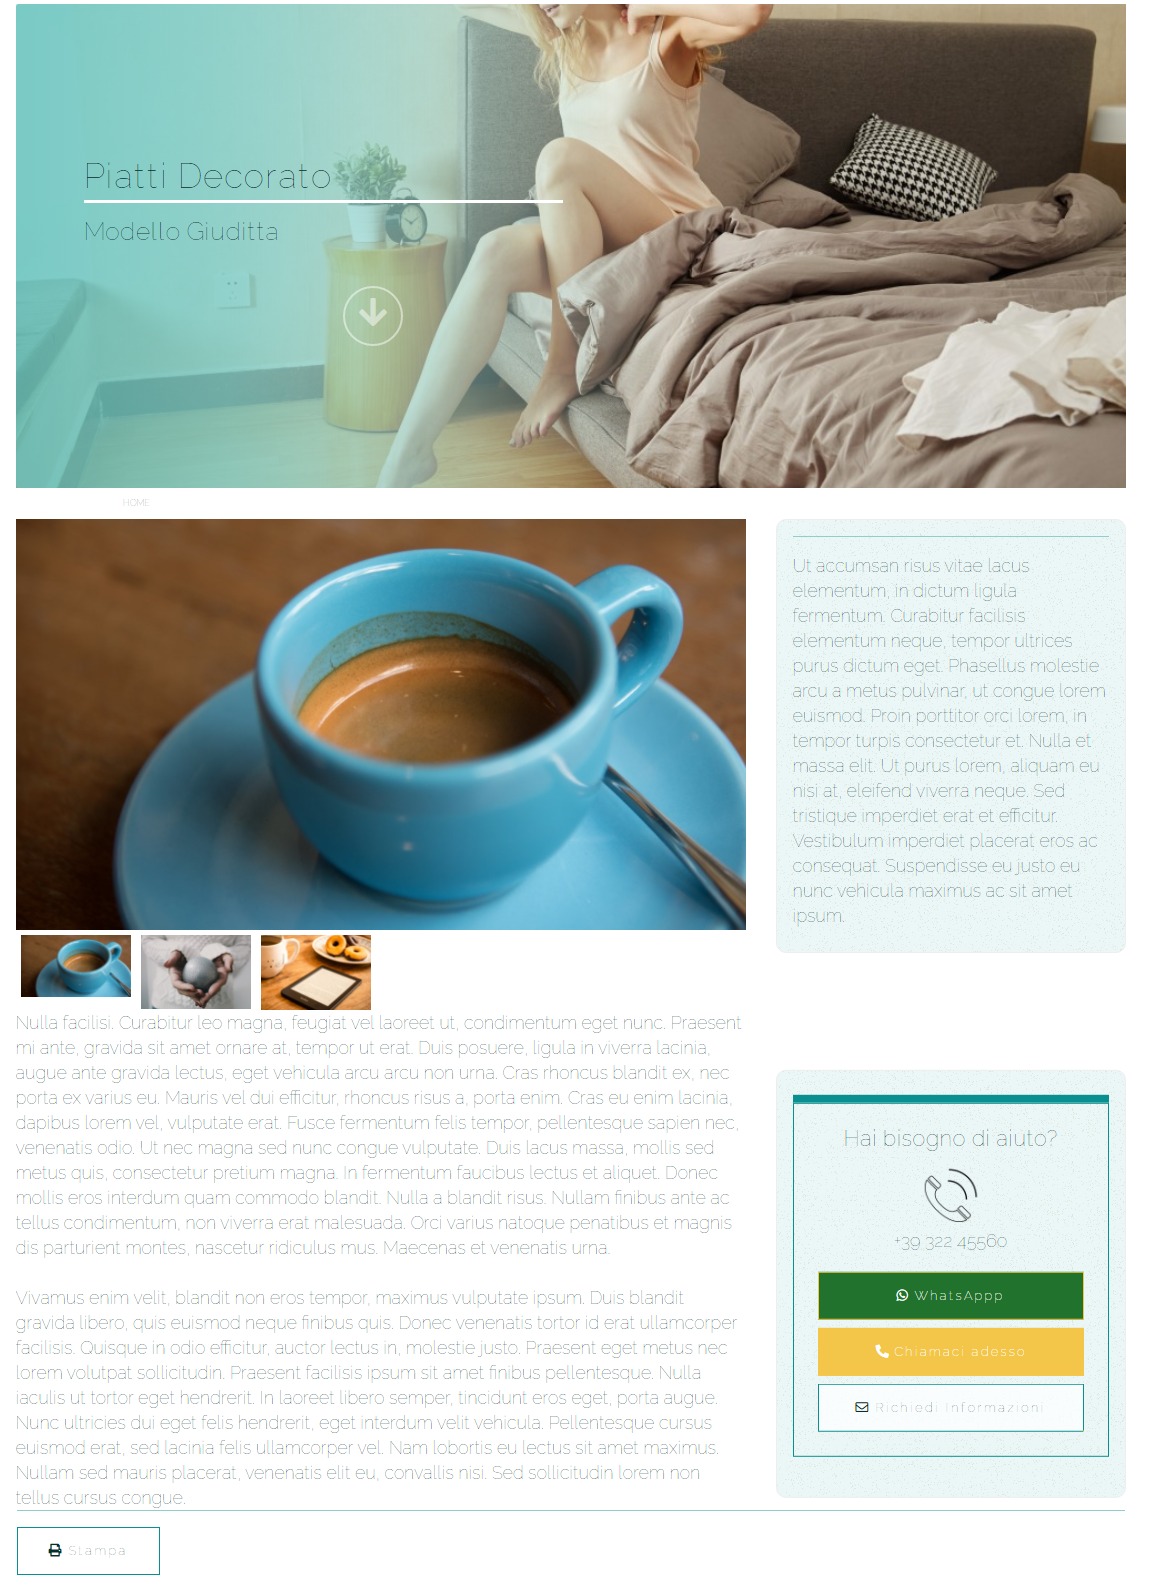 Piatti Decorato
Modello Giuditta
HOME
Ut accumsan risus vitae lacus
elementum, in dictum ligula
fermentum. Curabitur facilisis
elementum neque, tempor ultrices
purus dictum eget. Phasellus molestie
arcu a metus pulvinar, ut congue lorem
euismod. Proin porttitor orci lorem, in
tempor turpis consectetur et. Nulla et
massa elit. Ut purus lorem, aliquam eu
nisi at, eleifend viverra neque. Sed
tristique imperdiet erat et efficitur.
Vestibulum imperdiet placerat eros ac
consequat. Suspendisse eu justo eu
nunc vehicula maximus ac sit amet
ipsum.
Nulla facilisi. Curabitur leo magna, feugiat vel laoreet ut, condimentum eget nunc. Praesent
mi ante, gravida sit amet ornare at, tempor ut erat. Duis posuere, ligula in viverra lacinia,
augue ante gravida lectus, eget vehicula arcu arcu non urna. Cras rhoncus blandit ex, nec
porta ex varius eu. Mauris vel dui efficitur, rhoncus risus a, porta enim. Cras eu enim lacinia,
dapibus lorem vel, vulputate erat. Fusce fermentum felis tempor, pellentesque sapien nec,
venenatis odio. Ut nec magna sed nunc congue vulputate. Duis lacus massa, mollis sed
metus quis, consectetur pretium magna. In fermentum faucibus lectus et aliquet. Donec
mollis eros interdum quam commodo blandit. Nulla a blandit risus. Nullam finibus ante ac
tellus condimentum, non viverra erat malesuada. Orci varius natoque penatibus et magnis
dis parturient montes, nascetur ridiculus mus. Maecenas et venenatis urna.
Vivamus enim velit, blandit non eros tempor, maximus vulputate ipsum. Duis blandit
gravida libero, quis euismod neque finibus quis. Donec venenatis tortor id erat ullamcorper
facilisis. Quisque in odio efficitur, auctor lectus in, molestie justo. Praesent eget metus nec
lorem volutpat sollicitudin. Praesent facilisis ipsum sit amet finibus pellentesque. Nulla
iaculis ut tortor eget hendrerit. In laoreet libero semper, tincidunt eros eget, porta augue.
Nunc ultricies dui eget felis hendrerit, eget interdum velit vehicula. Pellentesque cursus
euismod erat, sed lacinia felis ullamcorper vel. Nam lobortis eu lectus sit amet maximus.
Nullam sed mauris placerat, venenatis elit eu, convallis nisi. Sed sollicitudin lorem non
tellus cursus congue.
Hai bisogno di aiuto?
+39 322 45560
WhatsAppp
Chiamaci adesso
Richiedi Informazioni
Stampa